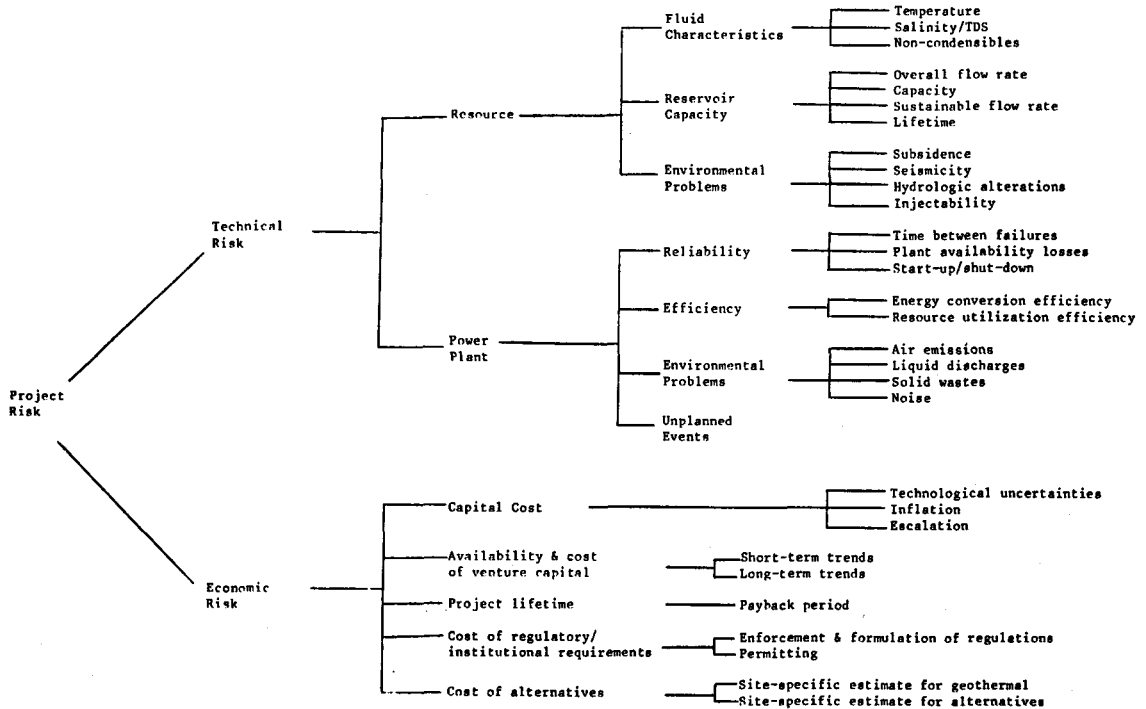 Project
Risk
Technical
Risk
Resource
Fluid
Characteristics
Temperature
Salinity/TDS
Non-condensibles
Reservoir
Capacity
Overall flow rate
Capacity
Sustainable flow rate
Lifetime
Environmental
Problems
Subsidence
Seismicity
Hydrologic alterations
Injectability
Power
Plant
Reliability
Time between failures
Plant availability losses
Start-up/shut-down
Efficiency
Energy conversion efficiency
Resource utilization efficiency
Environmental
Problems
Air emissions
Liquid discharges
Solid wastes
Noise
Unplanned
Events
Economic
Risk
Capital Cost
Technological uncertainties
Inflation
Escalation
Availability & cost
of venture capital
Short-term trends
Long-term trends
Project lifetime
Payback period
Cost of regulatory/
institutional requirements
Enforcement & formulation of regulations
Permitting
Cost of alternatives
Site-specific estimate for geothermal
Site-specific estimate for alternatives